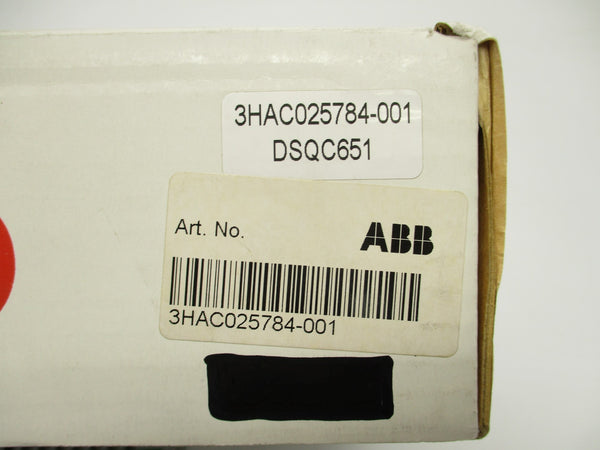 3HAC025784-001
DSQC651
Art. No.
ABB
3HAC025784-001